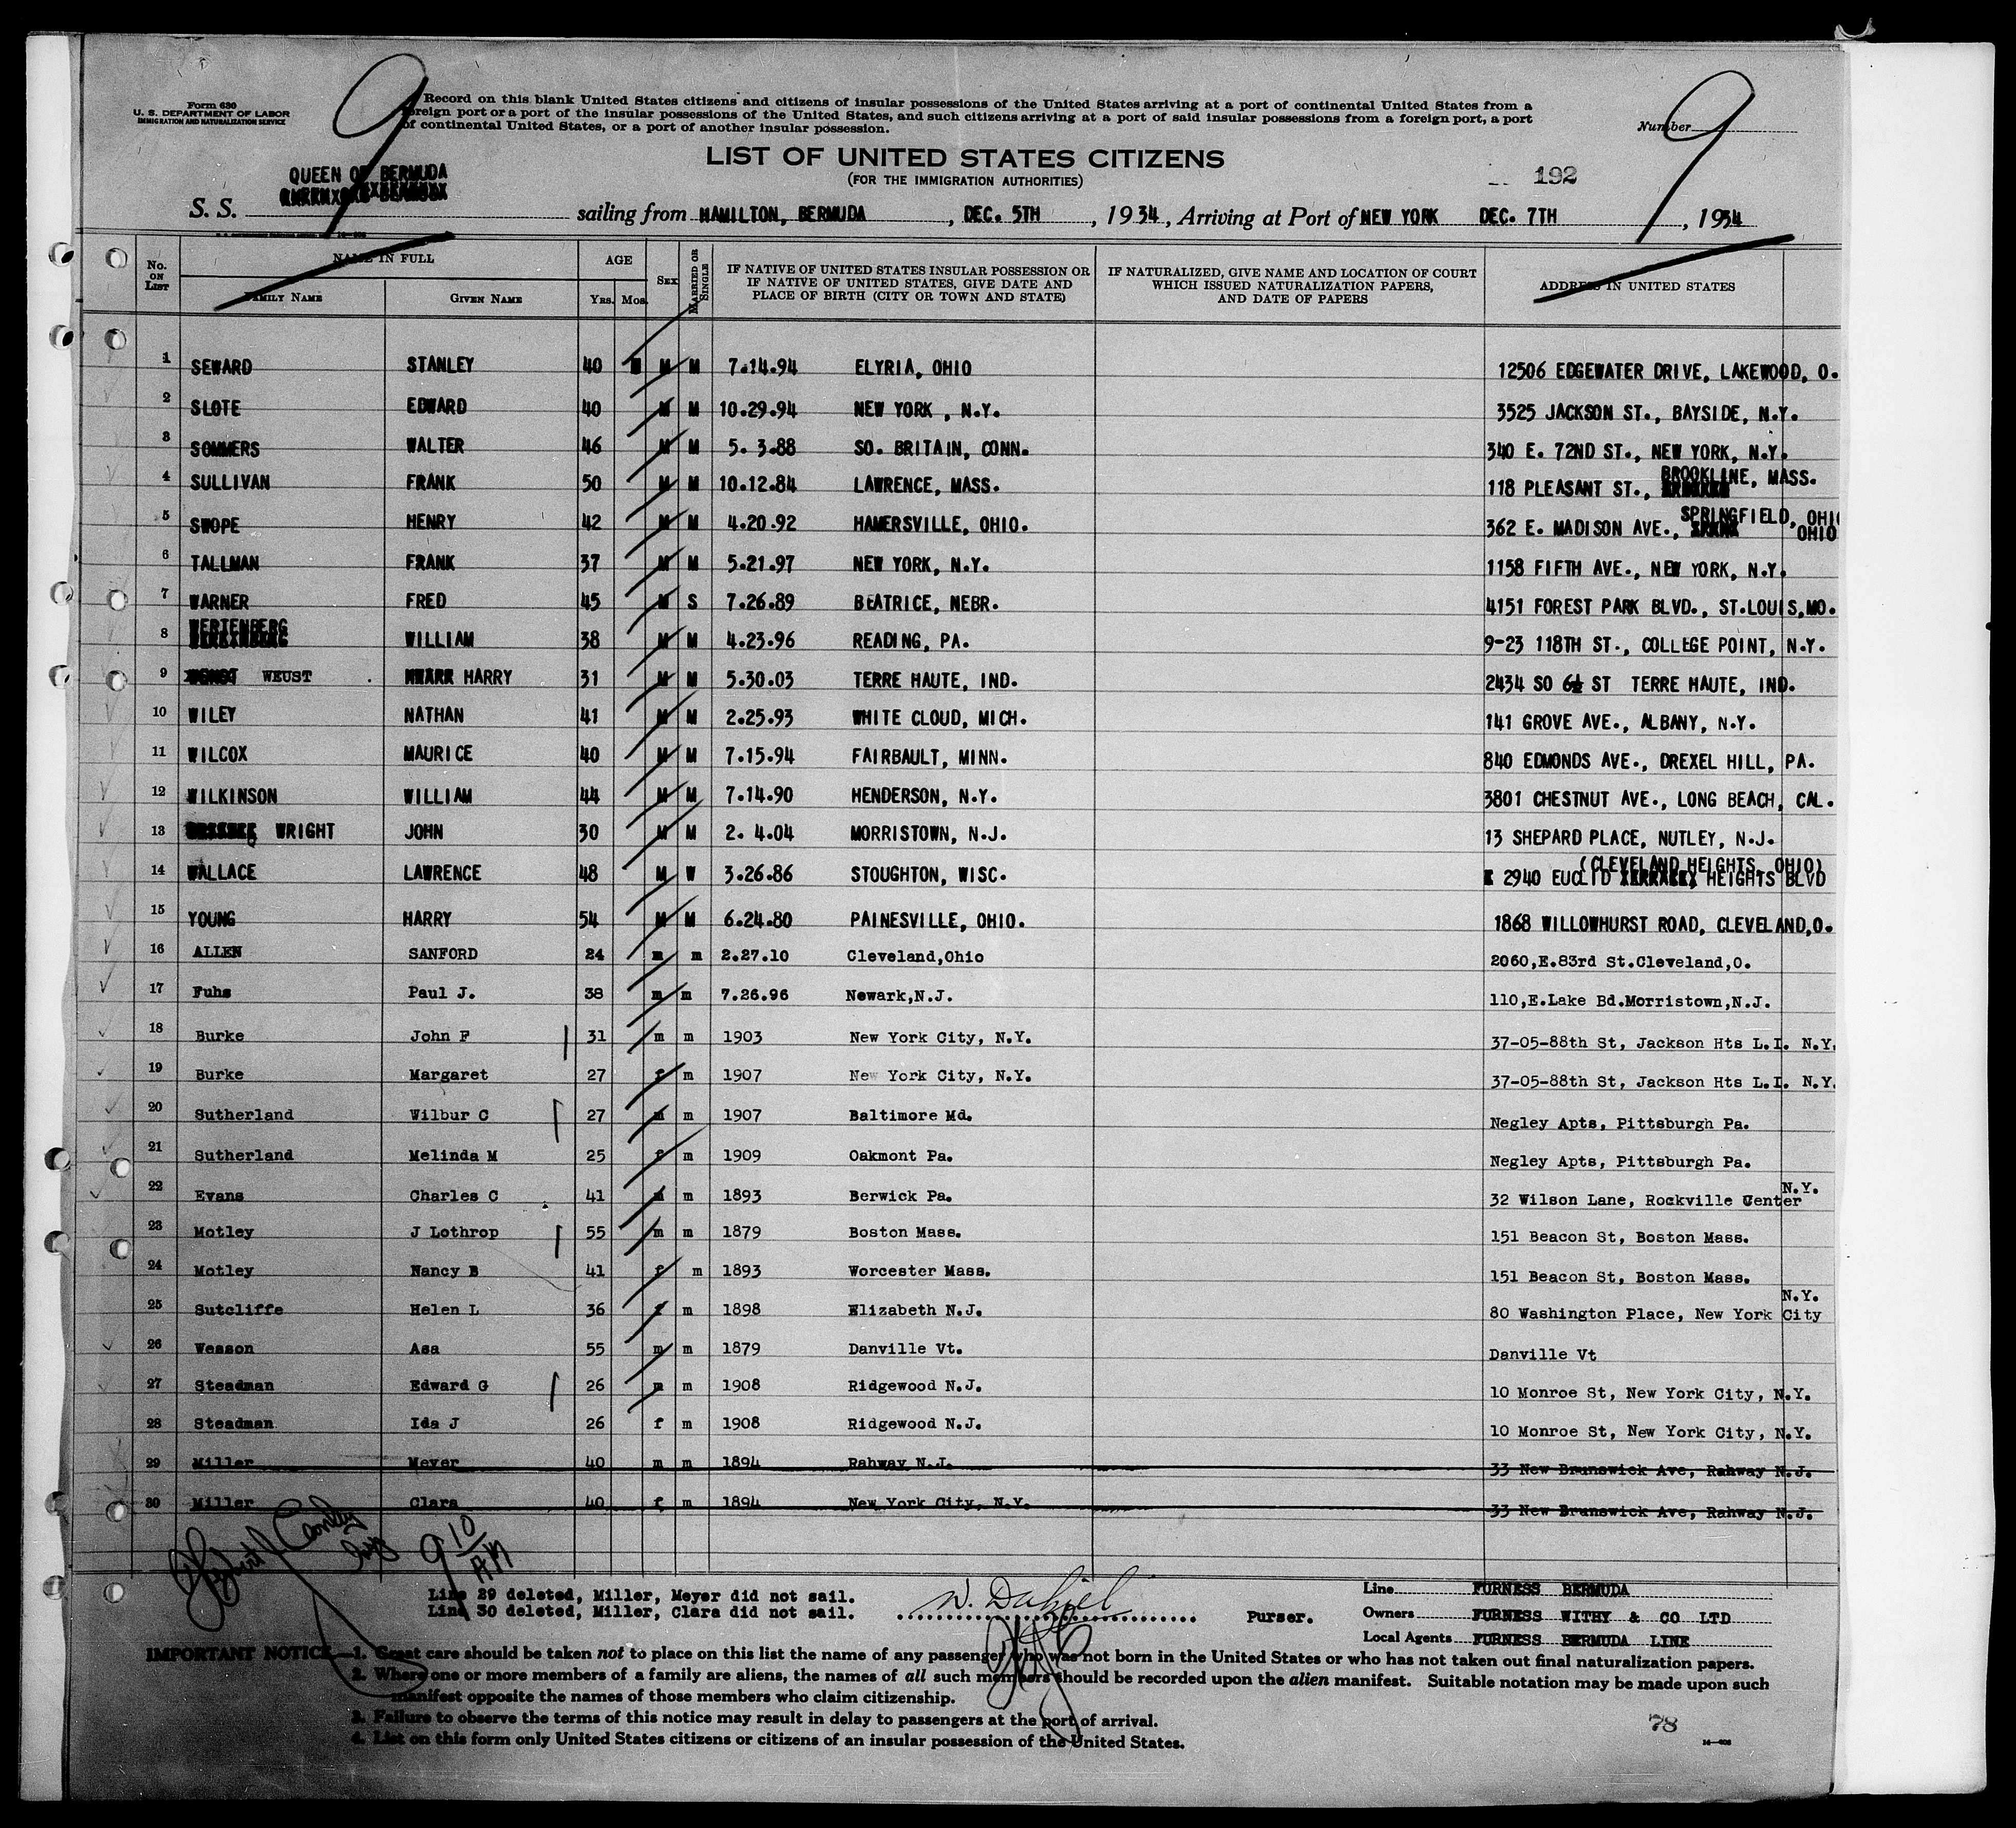 9
9
Form 630
U. S. DEPARTMENT OF LABOR
IMMIGRATION AND NATURALIZATION SERVICE
Record on this blank United States citizens and citizens of insular possessions of the United States arriving at a port of continental United States from a
foreign port or a port of the insular possessions of the United States, and such citizens arriving at a port of said insular possessions from a foreign port, a port
of continental United States, or a port of another insular possession.
Number
LIST OF UNITED STATES CITIZENS
(FOR THE IMMIGRATION AUTHORITIES)
192
S. S. QUEEN OF BERMUDA sailing from HAMILTON, BERMUDA, DEC. 5TH, 1934, Arriving at Port of NEW YORK DEC. 7TH, 1934
No. ON LIST NAME IN FULL FAMILY NAME GIVEN NAME AGE YRS. MOS. SEX MARRIED OR SINGLE IF NATIVE OF UNITED STATES INSULAR POSSESSION OR IF NATIVE OF UNITED STATES, GIVE DATE AND PLACE OF BIRTH (CITY OR TOWN AND STATE) IF NATURALIZED, GIVE NAME AND LOCATION OF COURT WHICH ISSUED NATURALIZATION PAPERS, AND DATE OF PAPERS ADDRESS IN UNITED STATES
1 SEWARD STANLEY 40 M M 7.14.94 ELYRIA, OHIO 12506 EDGEWATER DRIVE, LAKEWOOD, O.
2 SLOTE EDWARD 40 M M 10.29.94 NEW YORK , N.Y. 3525 JACKSON ST., BAYSIDE, N.Y.
3 SOMMERS WALTER 46 M M 5. 3.88 SO. BRITAIN, CONN. 340 E. 72ND ST., NEW YORK, N.Y.
4 SULLIVAN FRANK 50 M M 10.12.84 LAWRENCE, MASS. 118 PLEASANT ST., BROOKLINE, MASS.
5 SWOPE HENRY 42 M M 4.20.92 HAMERSVILLE, OHIO. 362 E. MADISON AVE., SPRINGFIELD, OHIO OHIO
6 TALLMAN FRANK 37 M M 5.21.97 NEW YORK, N.Y. 1158 FIFTH AVE., NEW YORK, N.Y.
7 WARNER FRED 45 M S 7.26.89 BEATRICE, NEBR. 4151 FOREST PARK BLVD., ST.LOUIS,MO.
8 WERTENBERG WILLIAM 38 M M 4.23.96 READING, PA. 9-23 118TH ST., COLLEGE POINT, N.Y.
9 WEUST HARRY 31 M M 5.30.03 TERRE HAUTE, IND. 2434 SO 6½ ST TERRE HAUTE, IND.
10 WILEY NATHAN 41 M M 2.25.93 WHITE CLOUD, MICH. 141 GROVE AVE., ALBANY, N.Y.
11 WILCOX MAURICE 40 M M 7.15.94 FAIRBAULT, MINN. 840 EDMONDS AVE., DREXEL HILL, PA.
12 WILKINSON WILLIAM 44 M M 7.14.90 HENDERSON, N.Y. 3801 CHESTNUT AVE., LONG BEACH, CAL.
13 WRIGHT JOHN 30 M M 2. 4.04 MORRISTOWN, N.J. 13 SHEPARD PLACE, NUTLEY, N.J.
14 WALLACE LAWRENCE 48 M W 3.26.86 STOUGHTON, WISC. 2940 EUCLID HEIGHTS BLVD (CLEVELAND HEIGHTS, OHIO)
15 YOUNG HARRY 54 M M 6.24.80 PAINESVILLE, OHIO. 1868 WILLOWHURST ROAD, CLEVELAND,O.
16 ALLEN SANFORD 24 m m 2.27.10 Cleveland,Ohio 2060,E.83rd St.Cleveland,O.
17 Fuhs Paul J. 38 m m 7.26.96 Newark,N.J. 110,E.Lake Bd.Morristown,N.J.
18 Burke John F 31 m m 1903 New York City, N.Y. 37-05-88th St, Jackson Hts L.I. N.Y.
19 Burke Margaret 27 f m 1907 New York City, N.Y. 37-05-88th St, Jackson Hts L.I. N.Y.
20 Sutherland Wilbur C 27 m m 1907 Baltimore Md. Negley Apts, Pittsburgh Pa.
21 Sutherland Melinda M 25 f m 1909 Oakmont Pa. Negley Apts, Pittsburgh Pa.
22 Evans Charles C 41 m m 1893 Berwick Pa. 32 Wilson Lane, Rockville Center N.Y.
23 Motley J Lothrop 55 m m 1879 Boston Mass. 151 Beacon St, Boston Mass.
24 Motley Nancy B 41 f m 1893 Worcester Mass. 151 Beacon St, Boston Mass.
25 Sutcliffe Helen L 36 f m 1898 Elizabeth N.J. 80 Washington Place, New York City N.Y.
26 Wesson Asa 55 m m 1879 Danville Vt. Danville Vt
27 Steadman Edward G 26 m m 1908 Ridgewood N.J. 10 Monroe St, New York City, N.Y.
28 Steadman Ida J 26 f m 1908 Ridgewood N.J. 10 Monroe St, New York City, N.Y.
29 Miller Meyer 40 m m 1894 Rahway N.J. 33 New Brunswick Ave, Rahway N.J.
30 Miller Clara 40 f m 1894 New York City, N.Y. 33 New Brunswick Ave, Rahway N.J.
9 10 AM
Line 29 deleted, Miller, Meyer did not sail.
Line 30 deleted, Miller, Clara did not sail.
Purser.
Line FURNESS BERMUDA
Owners FURNESS WITHY & CO LTD
Local Agents FURNESS BERMUDA LINE
IMPORTANT NOTICE—1. Great care should be taken not to place on this list the name of any passenger who was not born in the United States or who has not taken out final naturalization papers.
2. Where one or more members of a family are aliens, the names of all such members should be recorded upon the alien manifest. Suitable notation may be made upon such
manifest opposite the names of those members who claim citizenship.
3. Failure to observe the terms of this notice may result in delay to passengers at the port of arrival.
4. List on this form only United States citizens or citizens of an insular possession of the United States.
78